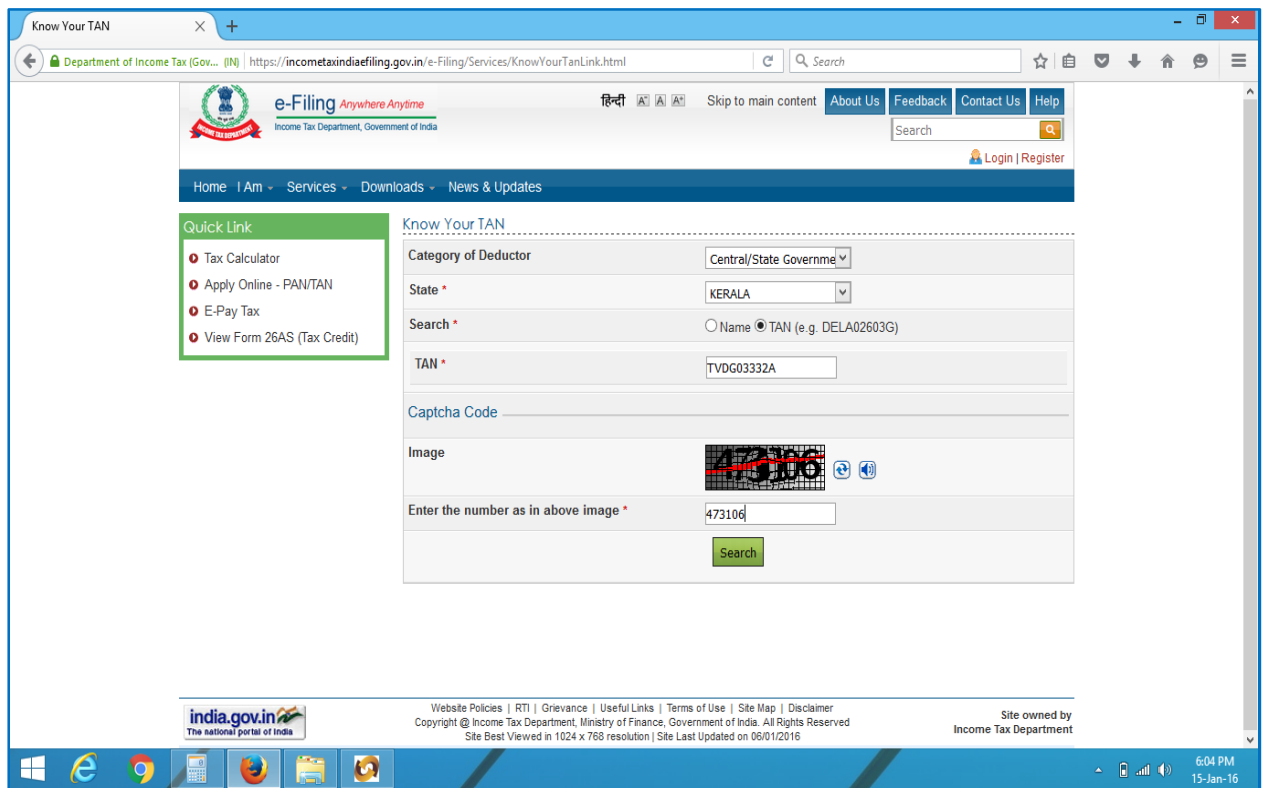 Know Your TAN
Department of Income Tax (Gov... (IN) https://incometaxindiaefiling.gov.in/e-Filing/Services/KnowYourTanLink.html Search
e-Filing Anywhere Anytime
Income Tax Department, Government of India
हिन्दी A- A A+ Skip to main content About Us Feedback Contact Us Help
Search
Login | Register
INCOME TAX DEPARTMENT
Home I Am Services Downloads News & Updates
Quick Link
Tax Calculator
Apply Online - PAN/TAN
E-Pay Tax
View Form 26AS (Tax Credit)
Know Your TAN
Category of Deductor Central/State Governme
State * KERALA
Search * Name TAN (e.g. DELA02603G)
TAN * TVDG03332A
Captcha Code
Image 473106
Enter the number as in above image * 473106
Search
india.gov.in
The national portal of India
Website Policies | RTI | Grievance | Useful Links | Terms of Use | Site Map | Disclaimer
Copyright @ Income Tax Department, Ministry of Finance, Government of India. All Rights Reserved
Site Best Viewed in 1024 x 768 resolution | Site Last Updated on 06/01/2016
Site owned by
Income Tax Department
6:04 PM
15-Jan-16